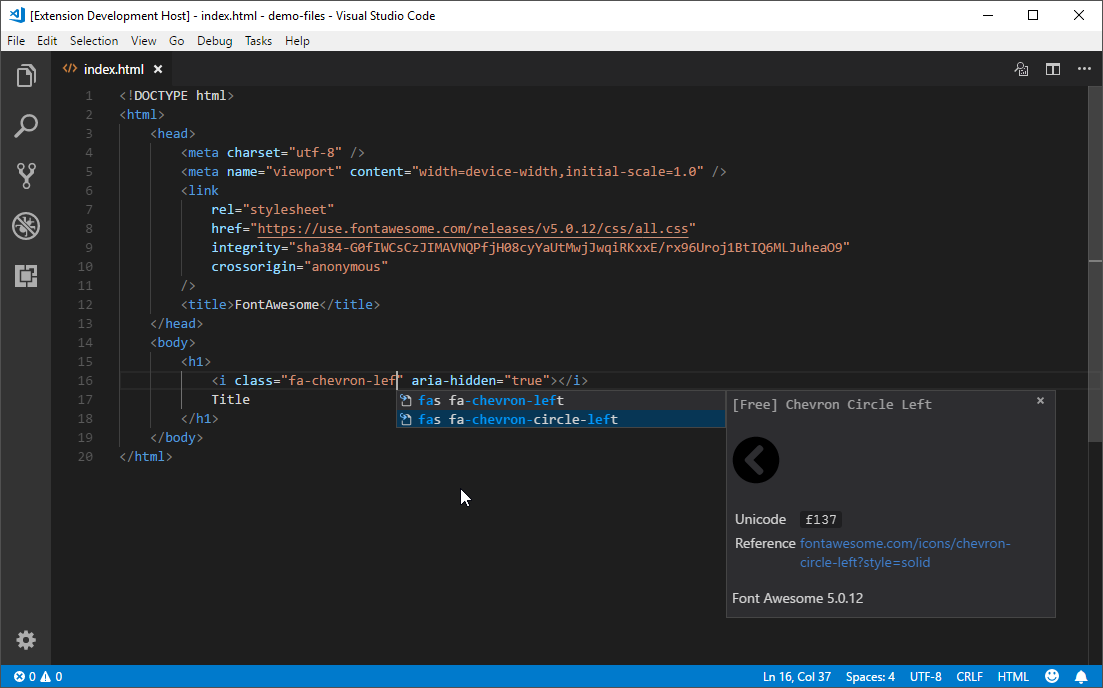 [Extension Development Host] - index.html - demo-files - Visual Studio Code
File Edit Selection View Go Debug Tasks Help
index.html
1 <!DOCTYPE html>
2 <html>
3 <head>
4 <meta charset="utf-8" />
5 <meta name="viewport" content="width=device-width,initial-scale=1.0" />
6 <link
7 rel="stylesheet"
8 href="https://use.fontawesome.com/releases/v5.0.12/css/all.css"
9 integrity="sha384-G0fIWCsCzJIMAVNQPfjH08cyYaUtMwjJwqiRKxxE/rx96Uroj1BtIQ6MLJuheaO9"
10 crossorigin="anonymous"
11 />
12 <title>FontAwesome</title>
13 </head>
14 <body>
15 <h1>
16 <i class="fa-chevron-lef" aria-hidden="true"></i>
17 Title
18 </h1>
19 </body>
20 </html>
fas fa-chevron-left
fas fa-chevron-circle-left
[Free] Chevron Circle Left
Unicode f137
Reference fontawesome.com/icons/chevron-
circle-left?style=solid
Font Awesome 5.0.12
0 0 Ln 16, Col 37 Spaces: 4 UTF-8 CRLF HTML